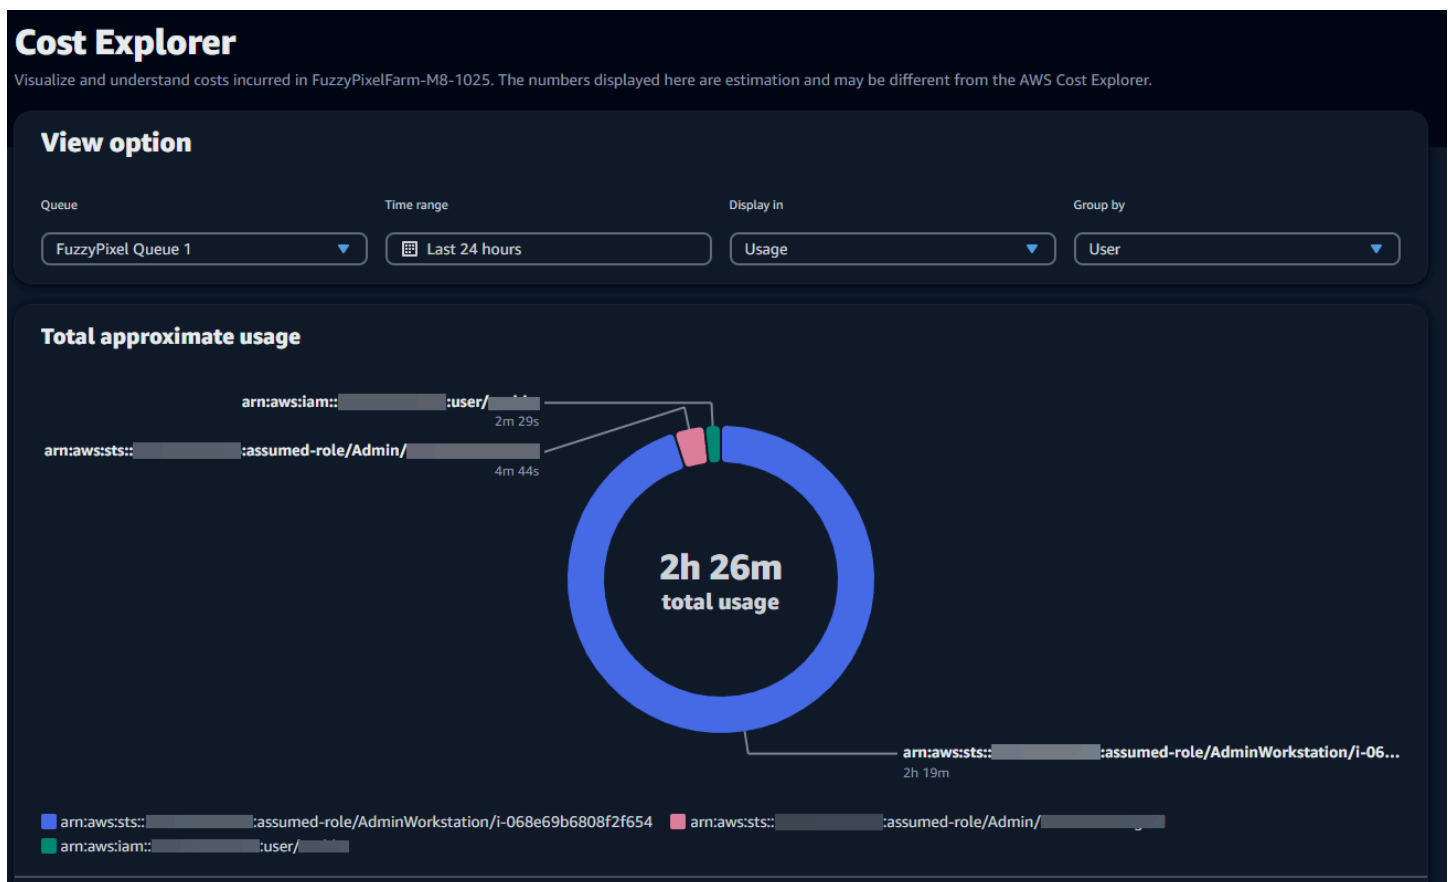 Cost Explorer
Visualize and understand costs incurred in FuzzyPixelFarm-M8-1025. The numbers displayed here are estimation and may be different from the AWS Cost Explorer.
View option
Queue
Time range
Display in
Group by
FuzzyPixel Queue 1
Last 24 hours
Usage
User
Total approximate usage
arn:aws:iam:: :user/
2m 29s
arn:aws:sts:: :assumed-role/Admin/
4m 44s
2h 26m
total usage
arn:aws:sts:: :assumed-role/AdminWorkstation/i-06...
2h 19m
arn:aws:sts:: :assumed-role/AdminWorkstation/i-068e69b6808f2f654
arn:aws:sts:: :assumed-role/Admin/
arn:aws:iam:: :user/